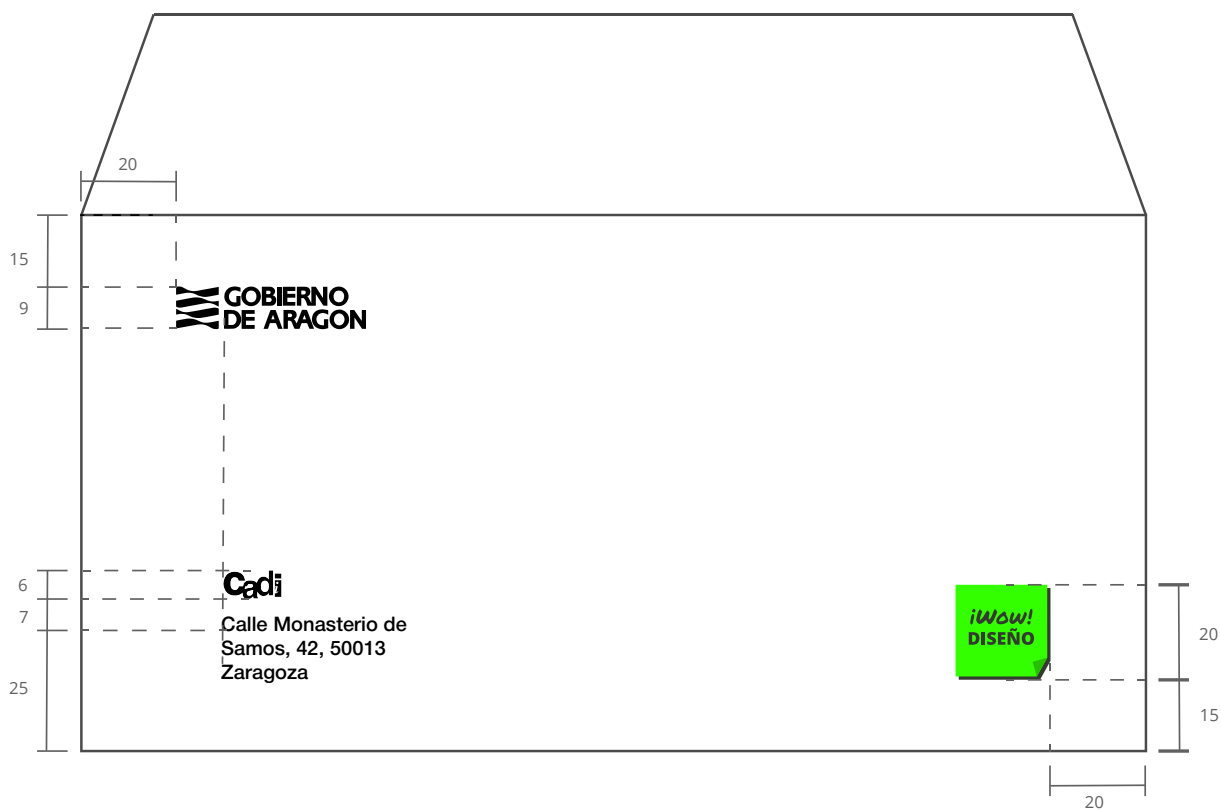 20
15
9
GOBIERNO
DE ARAGON
6
7
25
Cadi
Calle Monasterio de
Samos, 42, 50013
Zaragoza
¡Wow!
DISEÑO
20
15
20